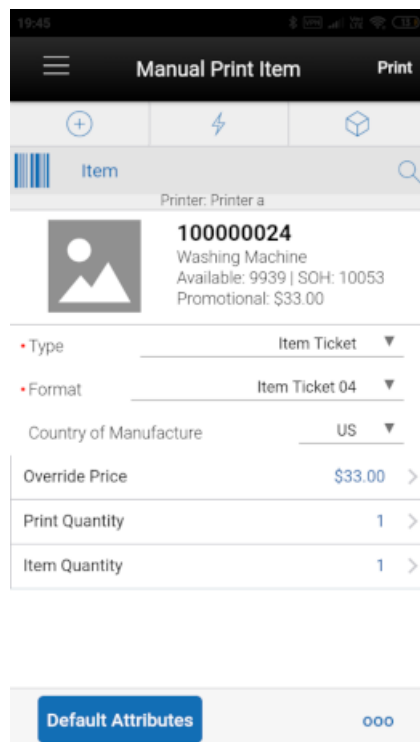 19:45
Manual Print Item
Print
Item
Printer: Printer a
100000024
Washing Machine
Available: 9939 | SOH: 10053
Promotional: $33.00
• Type Item Ticket ▼
• Format Item Ticket 04 ▼
Country of Manufacture US ▼
Override Price $33.00 >
Print Quantity 1 >
Item Quantity 1 >
Default Attributes
ooo